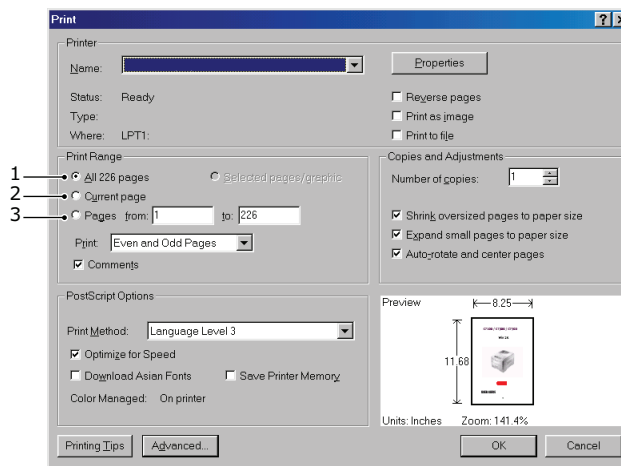 Print
Printer
Name:
Properties
Status: Ready
Type:
Where: LPT1:
Reverse pages
Print as image
Print to file
Print Range
1 All 226 pages Selected pages/graphic
2 Current page
3 Pages from: 1 to: 226
Print: Even and Odd Pages
Comments
Copies and Adjustments
Number of copies: 1
Shrink oversized pages to paper size
Expand small pages to paper size
Auto-rotate and center pages
PostScript Options
Print Method: Language Level 3
Optimize for Speed
Download Asian Fonts Save Printer Memory
Color Managed: On printer
Preview 8.25
11.68
Units: Inches Zoom: 141.4%
Printing Tips Advanced... OK Cancel